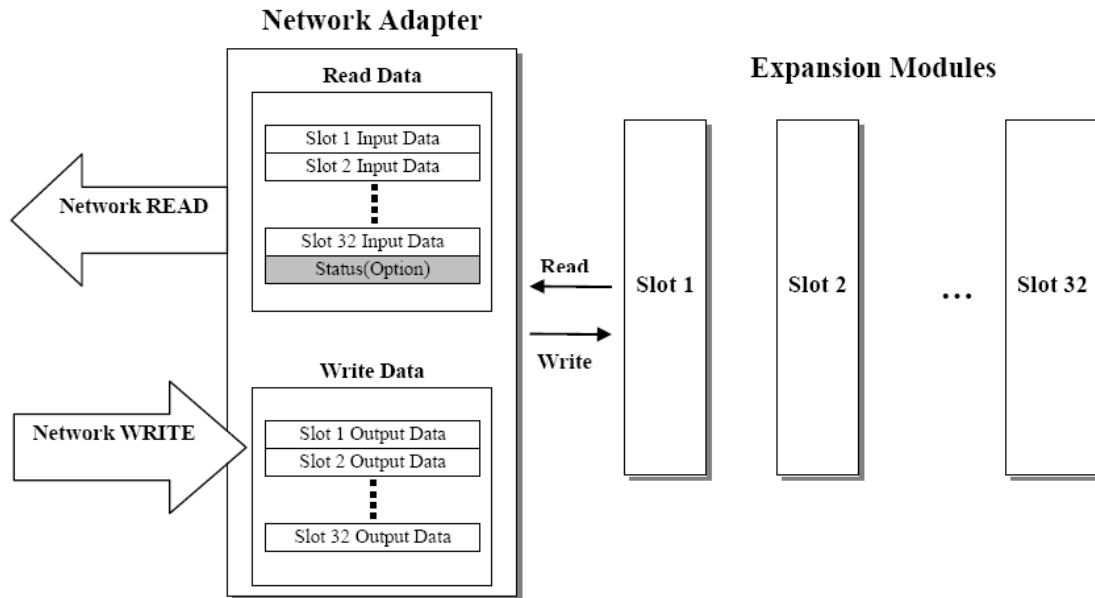 Network Adapter
Read Data
Slot 1 Input Data
Slot 2 Input Data
Slot 32 Input Data
Status(Option)
Network READ
Write Data
Slot 1 Output Data
Slot 2 Output Data
Slot 32 Output Data
Network WRITE
Read
Write
Expansion Modules
Slot 1
Slot 2
...
Slot 32